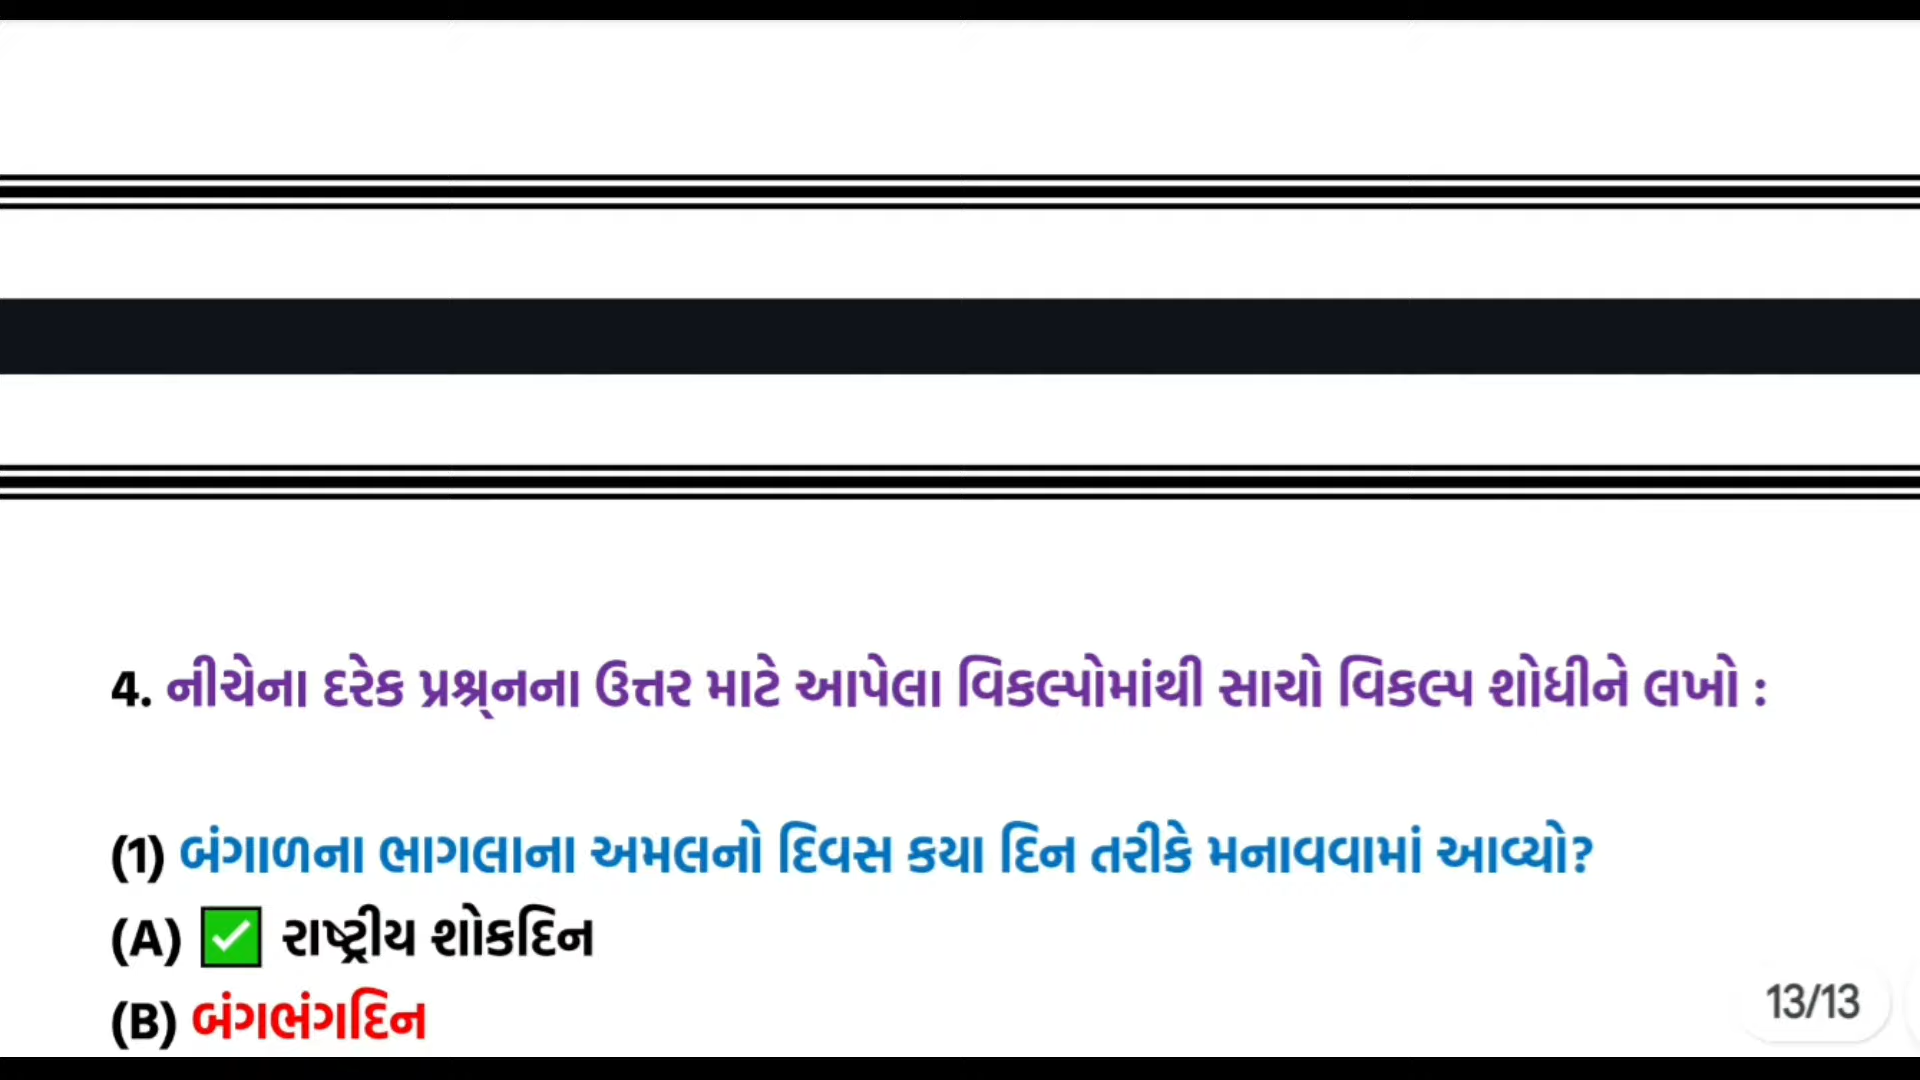 4. નીચેના દરેક પ્રશ્ર્નના ઉત્તર માટે આપેલા વિકલ્પોમાંથી સાચો વિકલ્પ શોધીને લખો :
(1) બંગાળના ભાગલાના અમલનો દિવસ કયા દિન તરીકે મનાવવામાં આવ્યો?
(A) ✅ રાષ્ટ્રીય શોકદિન
(B) બંગભંગદિન
13/13